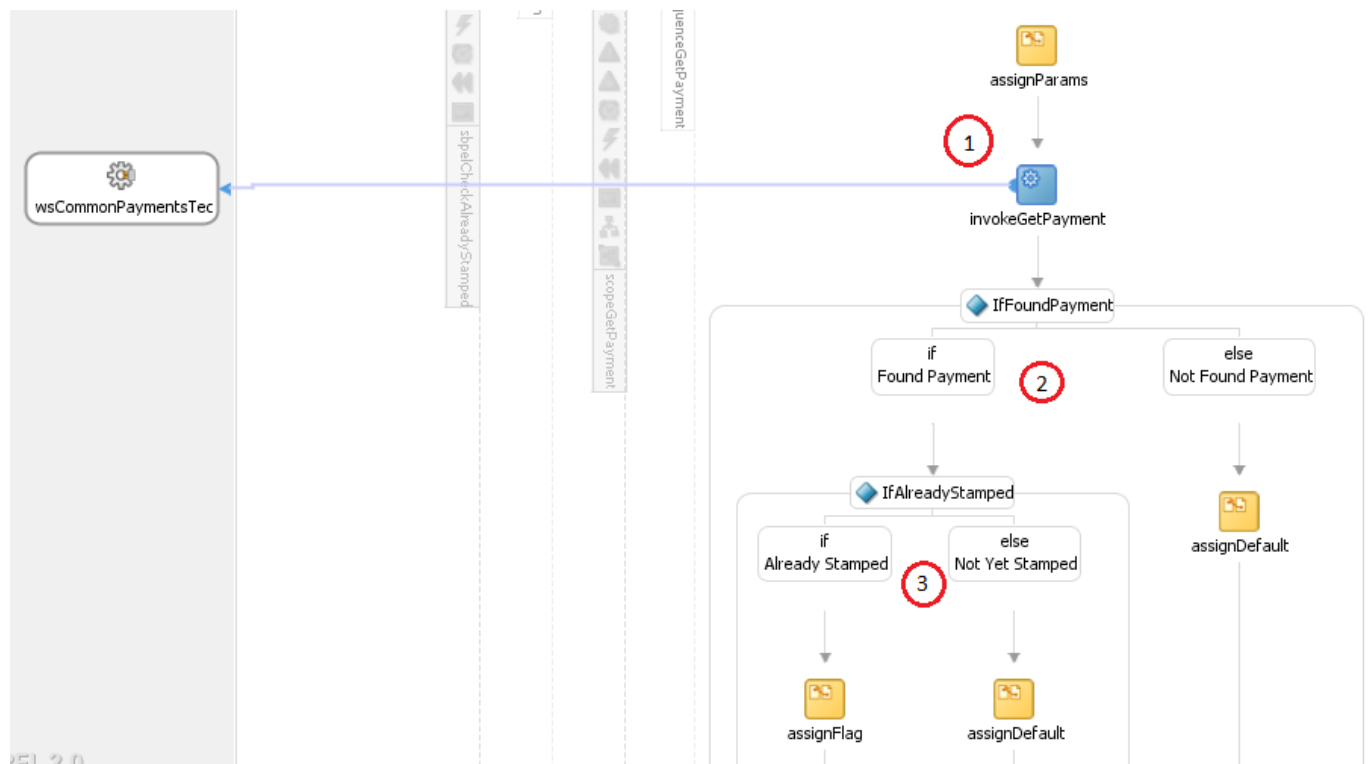 assignParams
1
invokeGetPayment
wsCommonPaymentsTec
sbpelCheckAlreadyStamped
scopeGetPayment
quenceGetPayment
IfFoundPayment
if
Found Payment
2
else
Not Found Payment
IfAlreadyStamped
if
Already Stamped
3
else
Not Yet Stamped
assignDefault
assignFlag
assignDefault